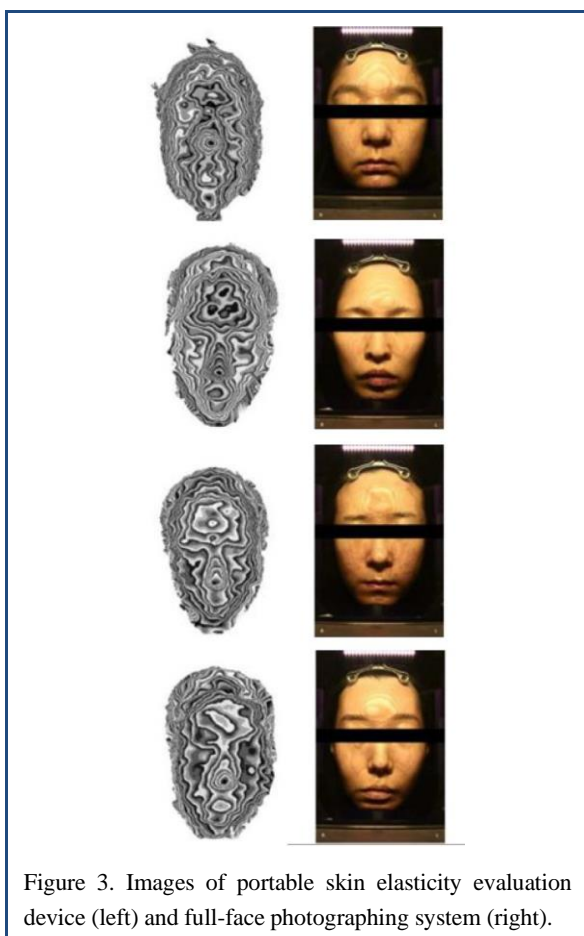 Figure 3. Images of portable skin elasticity evaluation
device (left) and full-face photographing system (right).